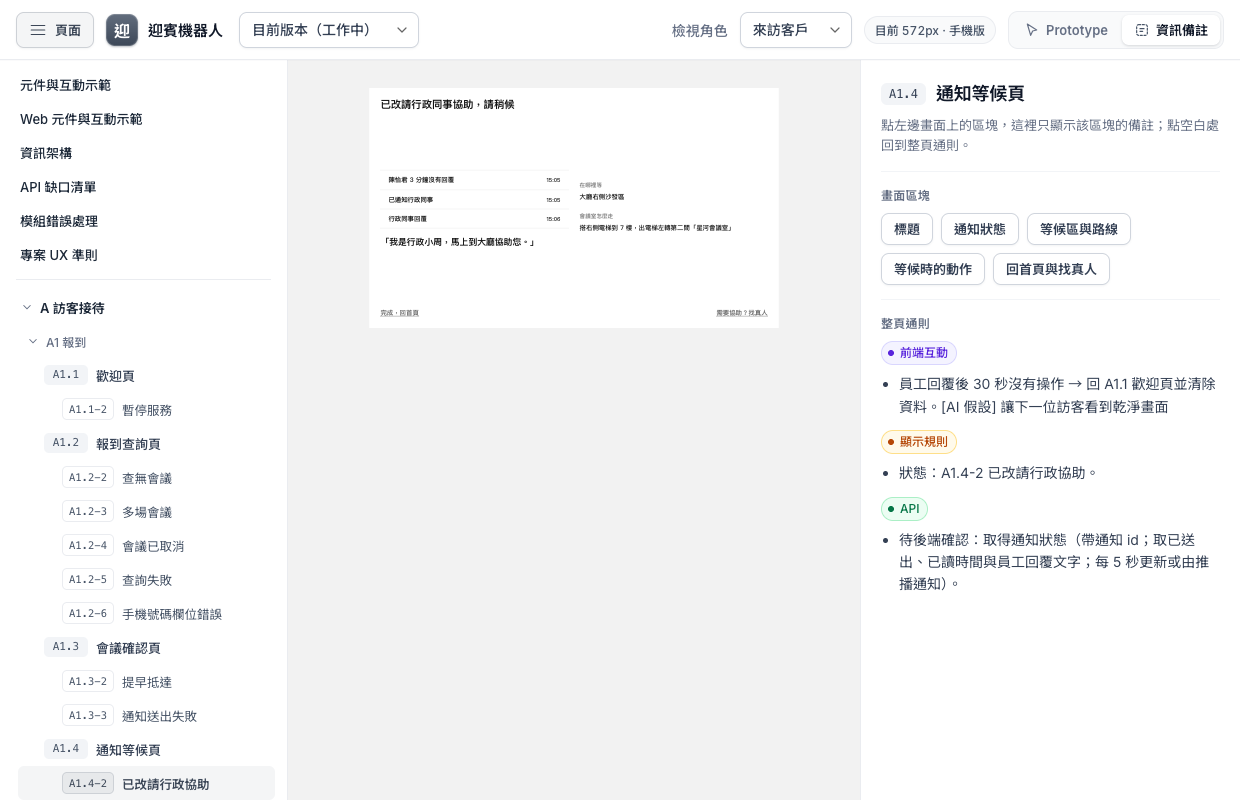 頁面
迎
迎賓機器人
目前版本（工作中）
檢視角色
來訪客戶
目前 572px · 手機版
Prototype
資訊備註
元件與互動示範
Web 元件與互動示範
資訊架構
API 缺口清單
模組錯誤處理
專案 UX 準則
A 訪客接待
A1 報到
A1.1 歡迎頁
A1.1-2 暫停服務
A1.2 報到查詢頁
A1.2-2 查無會議
A1.2-3 多場會議
A1.2-4 會議已取消
A1.2-5 查詢失敗
A1.2-6 手機號碼欄位錯誤
A1.3 會議確認頁
A1.3-2 提早抵達
A1.3-3 通知送出失敗
A1.4 通知等候頁
A1.4-2 已改請行政協助
已改請行政同事協助，請稍候
陳怡君 3 分鐘沒有回覆 15:05
已通知行政同事 15:05
行政同事回覆 15:06
「我是行政小周，馬上到大廳協助您。」
在哪裡等
大廳右側沙發區
會議室怎麼走
搭右側電梯到 7 樓，出電梯左轉第二間「星河會議室」
完成，回首頁
需要協助？找真人
A1.4 通知等候頁
點左邊畫面上的區塊，這裡只顯示該區塊的備註；點空白處
回到整頁通則。
畫面區塊
標題
通知狀態
等候區與路線
等候時的動作
回首頁與找真人
整頁通則
前端互動
• 員工回覆後 30 秒沒有操作 → 回 A1.1 歡迎頁並清除
資料。[AI 假設] 讓下一位訪客看到乾淨畫面
顯示規則
• 狀態：A1.4-2 已改請行政協助。
API
• 待後端確認：取得通知狀態（帶通知 id；取已送
出、已讀時間與員工回覆文字；每 5 秒更新或由推
播通知）。